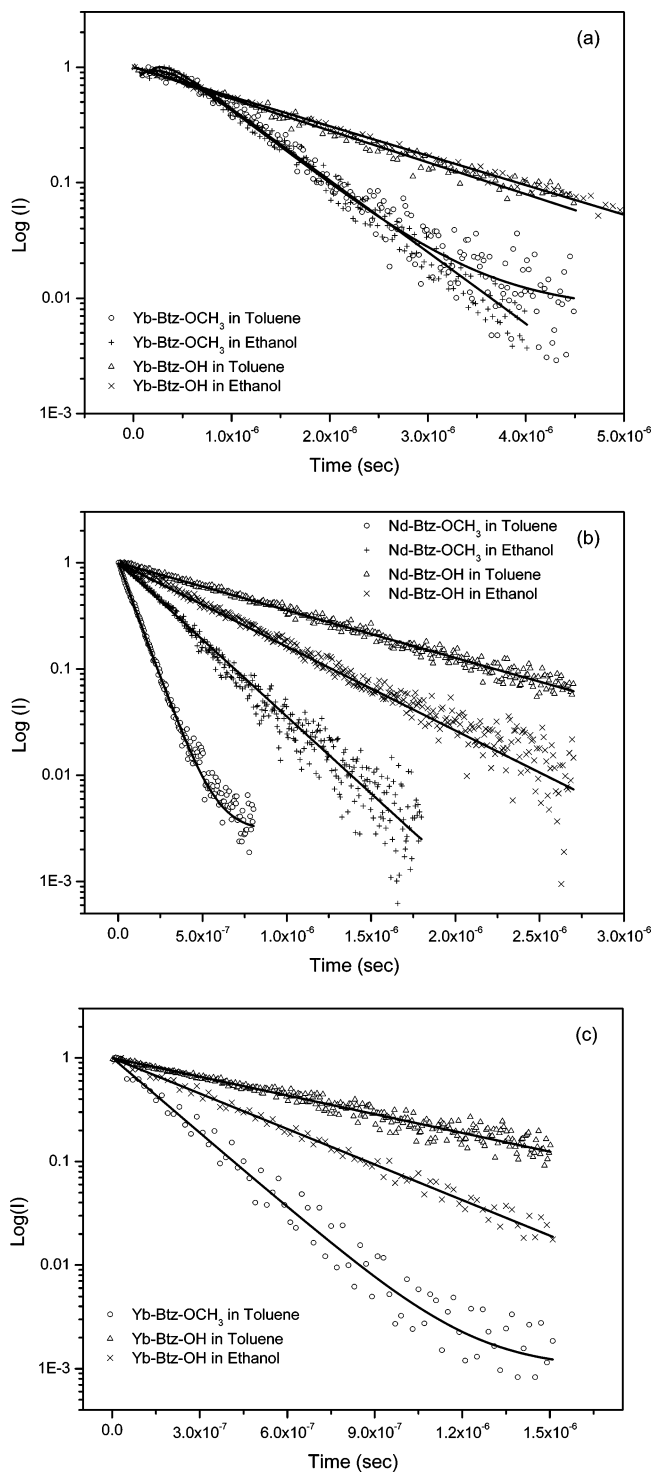 (a)
1
0.1
0.01
1E-3
Log (I)
Yb-Btz-OCH₃ in Toluene
Yb-Btz-OCH₃ in Ethanol
Yb-Btz-OH in Toluene
Yb-Btz-OH in Ethanol
0.0 1.0x10⁻⁶ 2.0x10⁻⁶ 3.0x10⁻⁶ 4.0x10⁻⁶ 5.0x10⁻⁶
Time (sec)
(b)
Nd-Btz-OCH₃ in Toluene
Nd-Btz-OCH₃ in Ethanol
Nd-Btz-OH in Toluene
Nd-Btz-OH in Ethanol
1
0.1
0.01
1E-3
Log (I)
0.0 5.0x10⁻⁷ 1.0x10⁻⁶ 1.5x10⁻⁶ 2.0x10⁻⁶ 2.5x10⁻⁶ 3.0x10⁻⁶
Time (sec)
(c)
1
0.1
0.01
1E-3
Log(I)
Yb-Btz-OCH₃ in Toluene
Yb-Btz-OH in Toluene
Yb-Btz-OH in Ethanol
0.0 3.0x10⁻⁷ 6.0x10⁻⁷ 9.0x10⁻⁷ 1.2x10⁻⁶ 1.5x10⁻⁶
Time (sec)